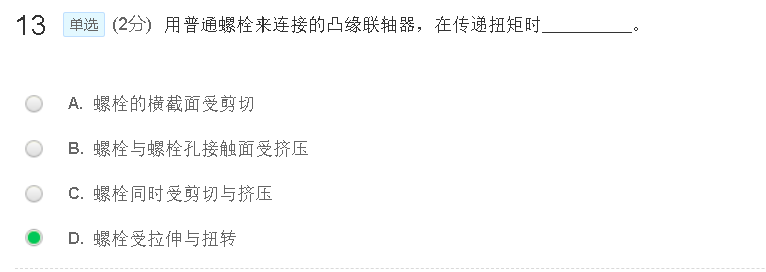 13 单选 (2分) 用普通螺栓来连接的凸缘联轴器，在传递扭矩时__________。
A. 螺栓的横截面受剪切
B. 螺栓与螺栓孔接触面受挤压
C. 螺栓同时受剪切与挤压
D. 螺栓受拉伸与扭转